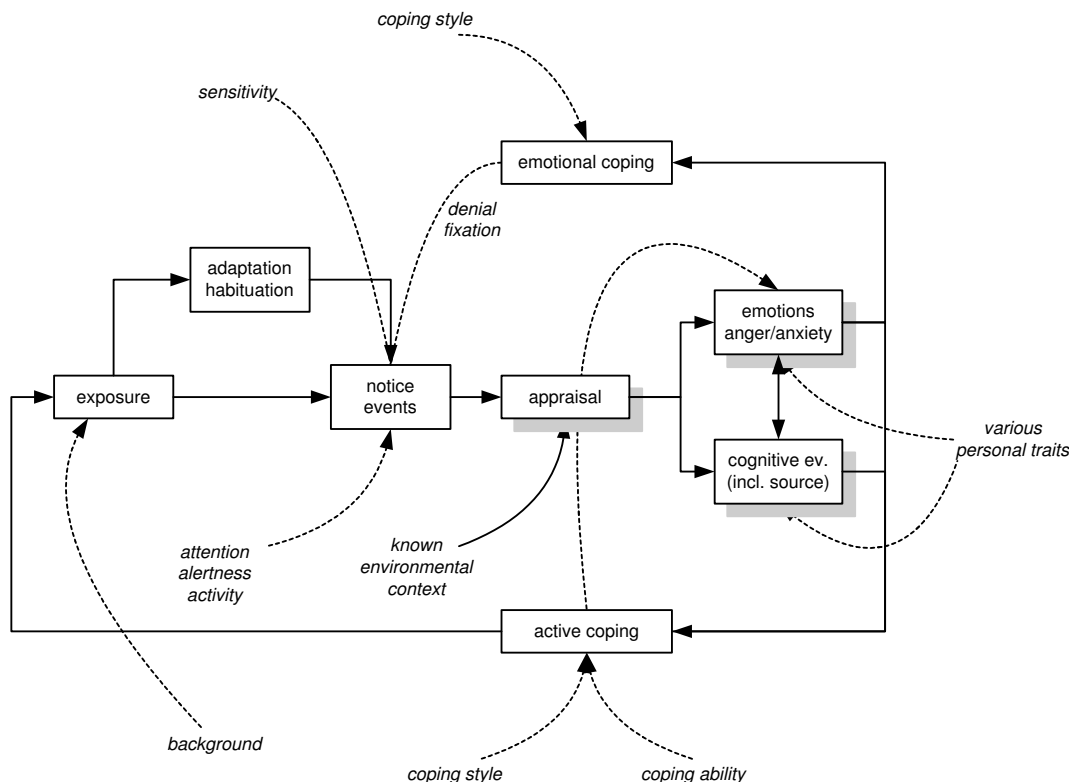 coping style
sensitivity
emotional coping
denial
fixation
adaptation
habituation
emotions
anger/anxiety
exposure
notice
events
appraisal
various
personal traits
cognitive ev.
(incl. source)
attention
alertness
activity
known
environmental
context
active coping
background
coping style
coping ability